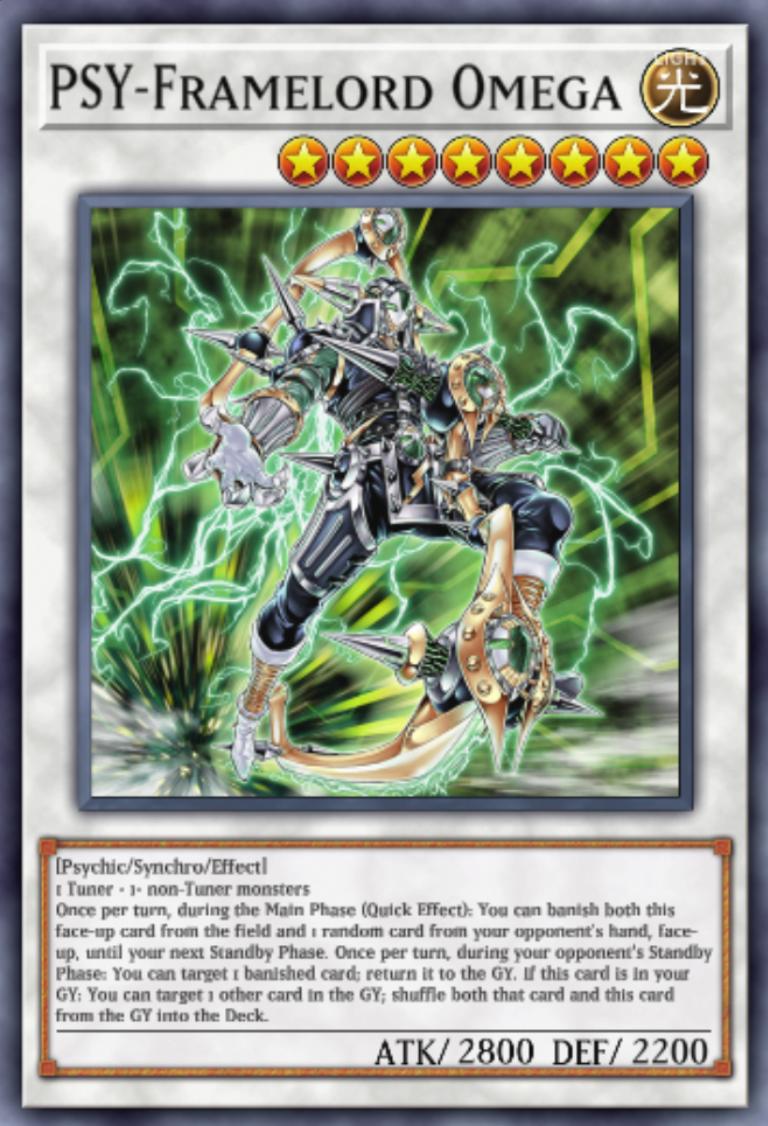 PSY-Framelord Omega
LIGHT
光
[Psychic/Synchro/Effect]
1 Tuner + 1+ non-Tuner monsters
Once per turn, during the Main Phase (Quick Effect): You can banish both this
face-up card from the field and 1 random card from your opponent's hand, face-
up, until your next Standby Phase. Once per turn, during your opponent's Standby
Phase: You can target 1 banished card; return it to the GY. If this card is in your
GY: You can target 1 other card in the GY; shuffle both that card and this card
from the GY into the Deck.
ATK/ 2800 DEF/ 2200